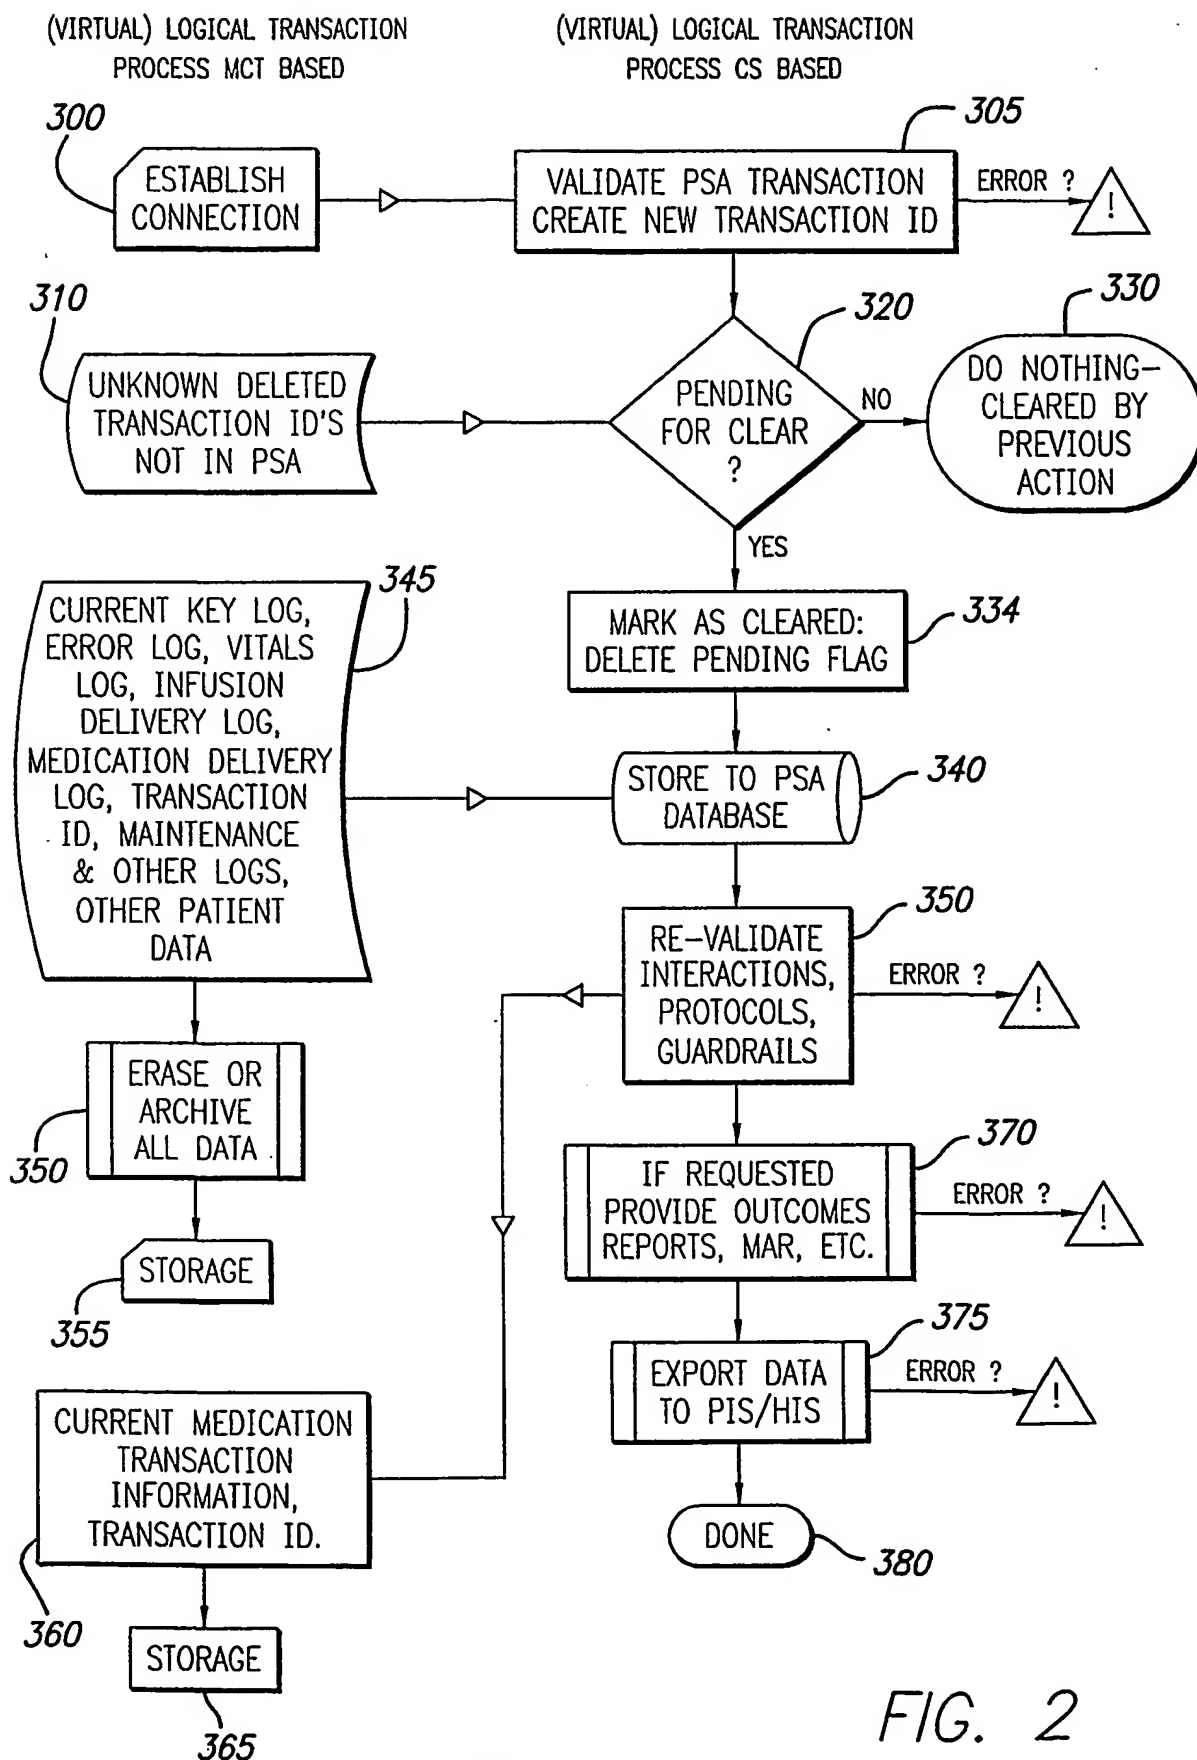 (VIRTUAL) LOGICAL TRANSACTION
PROCESS MCT BASED
(VIRTUAL) LOGICAL TRANSACTION
PROCESS CS BASED
300
ESTABLISH
CONNECTION
305
VALIDATE PSA TRANSACTION
CREATE NEW TRANSACTION ID
ERROR ?
!
310
UNKNOWN DELETED
TRANSACTION ID'S
NOT IN PSA
320
PENDING
FOR CLEAR
?
NO
330
DO NOTHING-
CLEARED BY
PREVIOUS
ACTION
YES
345
CURRENT KEY LOG,
ERROR LOG, VITALS
LOG, INFUSION
DELIVERY LOG,
MEDICATION DELIVERY
LOG, TRANSACTION
ID, MAINTENANCE
& OTHER LOGS,
OTHER PATIENT
DATA
334
MARK AS CLEARED:
DELETE PENDING FLAG
340
STORE TO PSA
DATABASE
350
RE-VALIDATE
INTERACTIONS,
PROTOCOLS,
GUARDRAILS
ERROR ?
!
350
ERASE OR
ARCHIVE
ALL DATA
355
STORAGE
370
IF REQUESTED
PROVIDE OUTCOMES
REPORTS, MAR, ETC.
ERROR ?
!
375
EXPORT DATA
TO PIS/HIS
ERROR ?
!
360
CURRENT MEDICATION
TRANSACTION
INFORMATION,
TRANSACTION ID.
DONE
380
STORAGE
365
FIG. 2